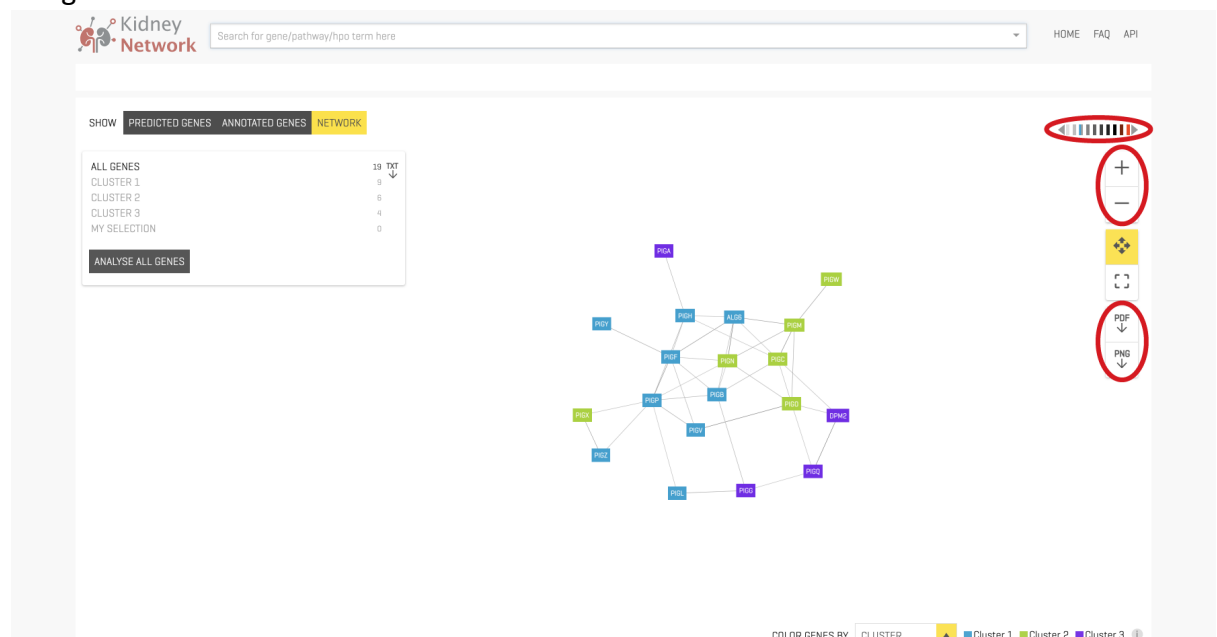 Kidney
Network
Search for gene/pathway/hpo term here
HOME FAQ API
SHOW PREDICTED GENES ANNOTATED GENES NETWORK
ALL GENES 19 TXT
CLUSTER 1 9
CLUSTER 2 6
CLUSTER 3 4
MY SELECTION 0
ANALYSE ALL GENES
PDF
PNG
PIGA
PIGW
PIGY
PIGH
ALG6
PIGM
PIGF
PIGN
PIGC
PIGP
PIGB
PIGO
PIGX
DPM2
PIGV
PIGZ
PIGQ
PIGL
PIGG
COLOR GENES BY CLUSTER Cluster 1 Cluster 2 Cluster 3